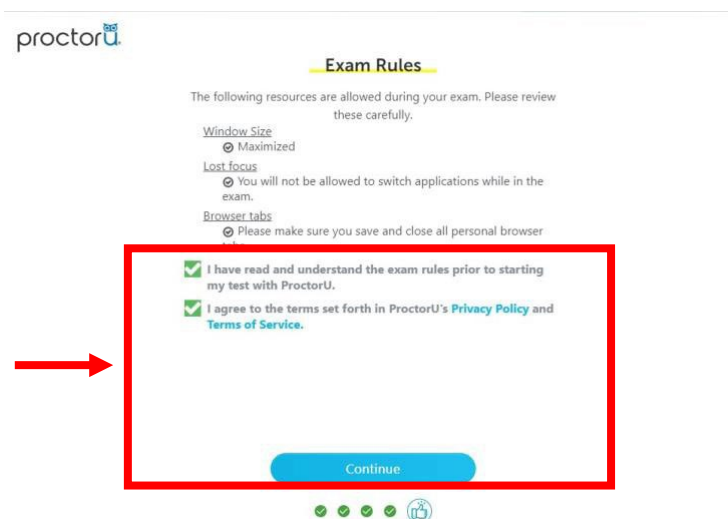 proctorū
Exam Rules
The following resources are allowed during your exam. Please review
these carefully.
Window Size
Maximized
Lost focus
You will not be allowed to switch applications while in the
exam.
Browser tabs
Please make sure you save and close all personal browser
I have read and understand the exam rules prior to starting
my test with ProctorU.
I agree to the terms set forth in ProctorU's Privacy Policy and
Terms of Service.
Continue